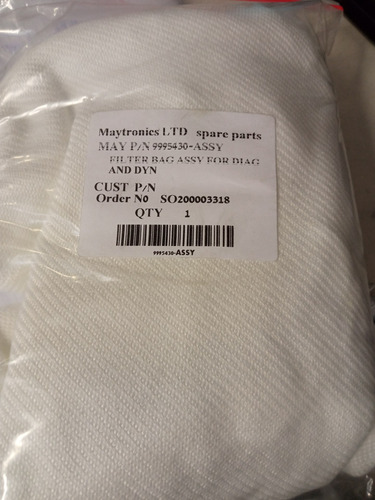 Maytronics LTD spare parts
MAY P/N 9995430-ASSY
FILTER BAG ASSY FOR DIAG
AND DYN
CUST P/N
Order No SO200003318
QTY 1
9995430-ASSY